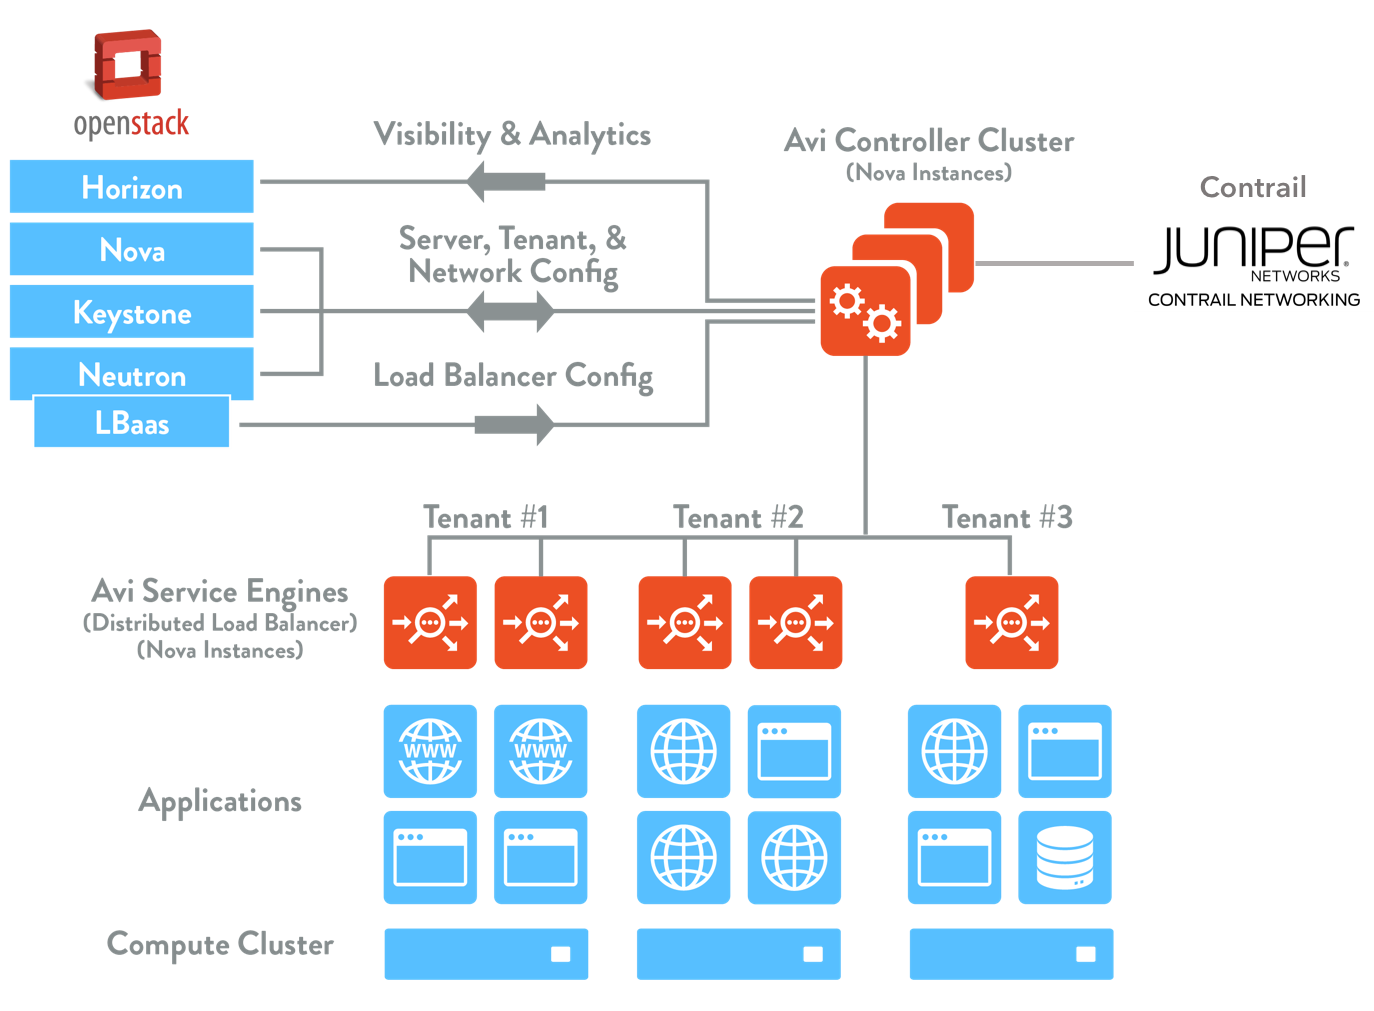 openstack
Horizon
Nova
Keystone
Neutron
LBaas
Visibility & Analytics
Server, Tenant, &
Network Config
Load Balancer Config
Avi Controller Cluster
(Nova Instances)
Contrail
JUNIPER
NETWORKS
CONTRAIL NETWORKING
Tenant #1
Tenant #2
Tenant #3
Avi Service Engines
(Distributed Load Balancer)
(Nova Instances)
WWW
WWW
Applications
Compute Cluster